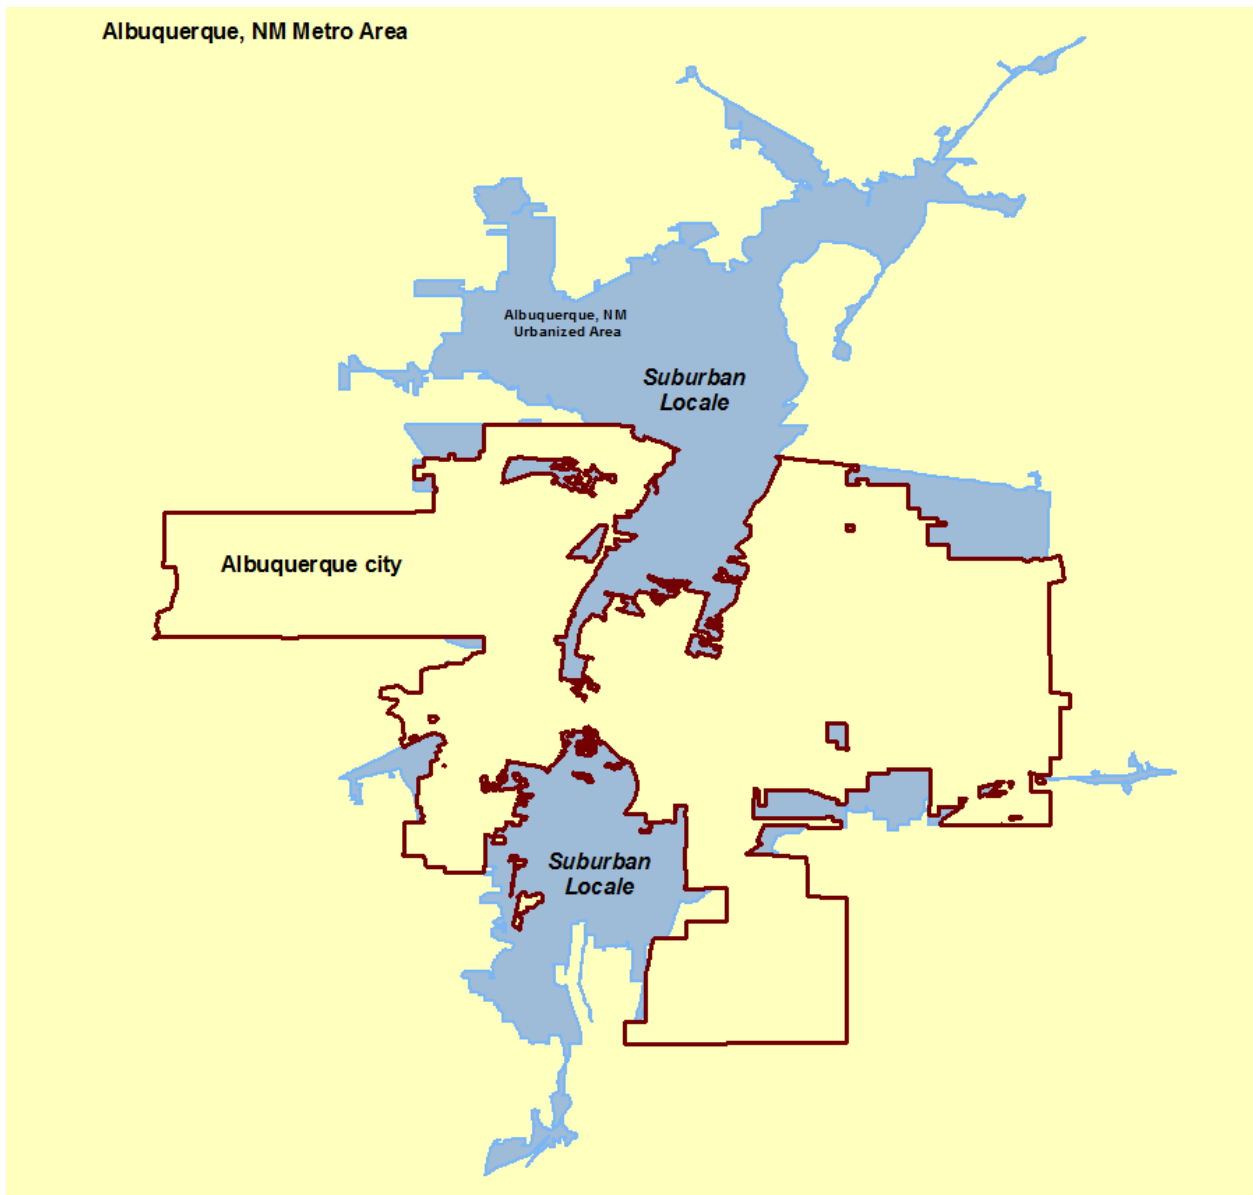 Albuquerque, NM Metro Area
Albuquerque, NM
Urbanized Area
Suburban
Locale
Albuquerque city
Suburban
Locale